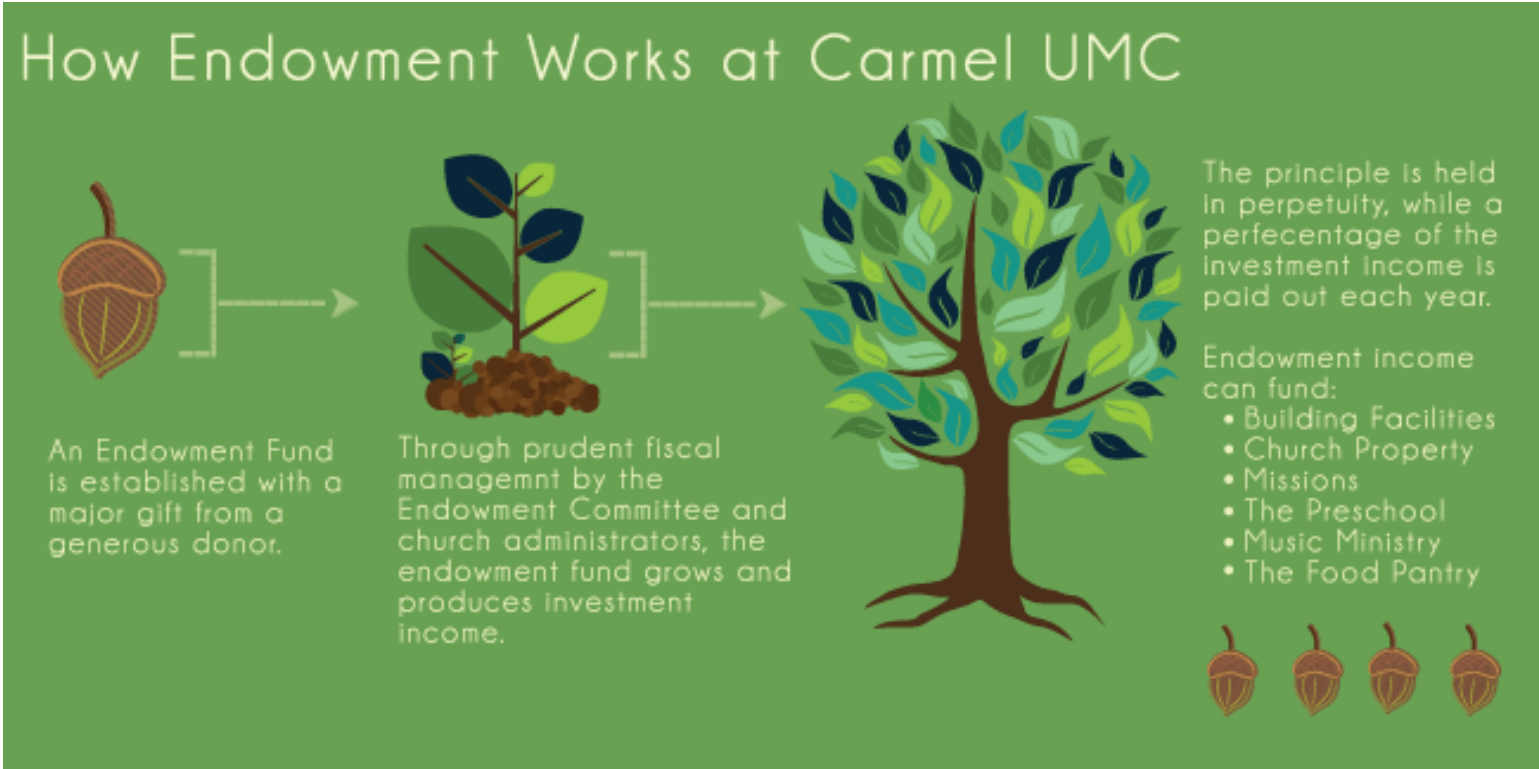 How Endowment Works at Carmel UMC
An Endowment Fund
is established with a
major gift from a
generous donor.
Through prudent fiscal
managemnt by the
Endowment Committee and
church administrators, the
endowment fund grows and
produces investment
income.
The principle is held
in perpetuity, while a
perfecentage of the
investment income is
paid out each year.
Endowment income
can fund:
• Building Facilities
• Church Property
• Missions
• The Preschool
• Music Ministry
• The Food Pantry